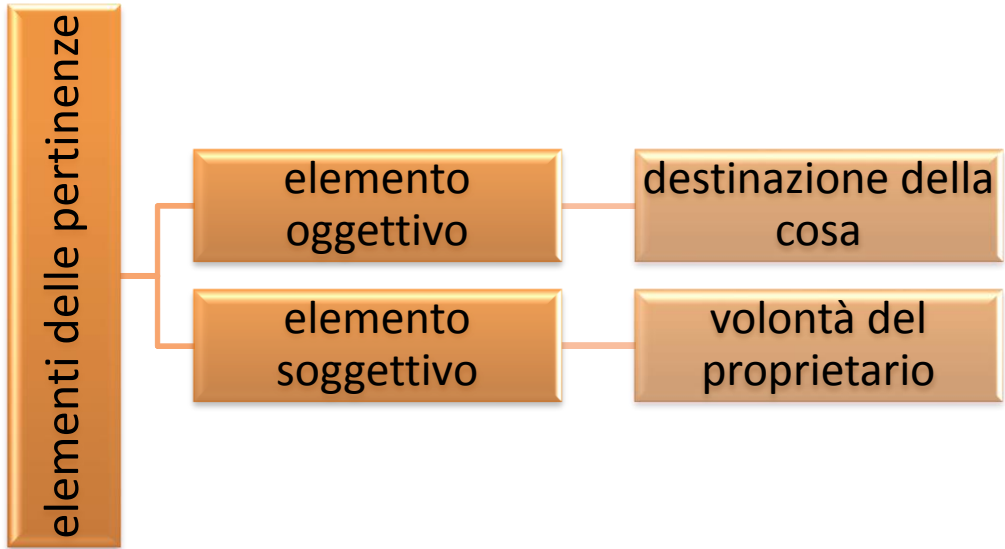 elementi delle pertinenze
elemento
oggettivo
destinazione della
cosa
elemento
soggettivo
volontà del
proprietario